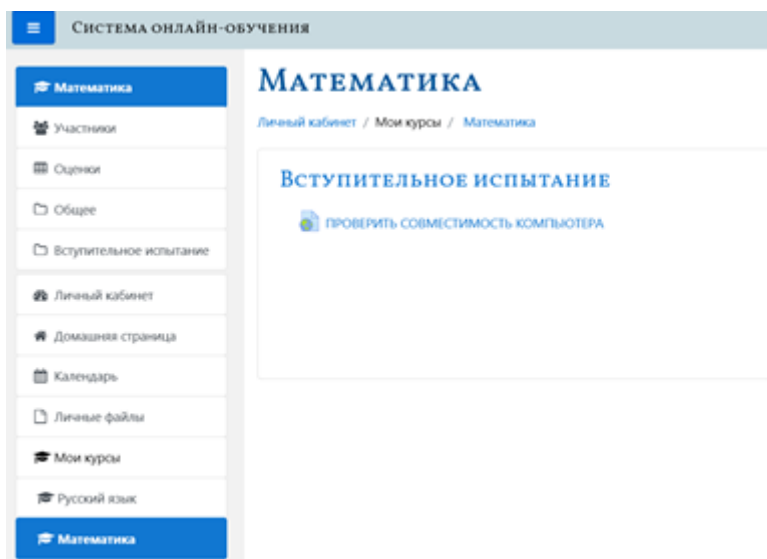 Система онлайн-обучения
Математика
Участники
Оценки
Общее
Вступительное испытание
Личный кабинет
Домашняя страница
Календарь
Личные файлы
Мои курсы
Русский язык
Математика
Математика
Личный кабинет / Мои курсы / Математика
Вступительное испытание
ПРОВЕРИТЬ СОВМЕСТИМОСТЬ КОМПЬЮТЕРА